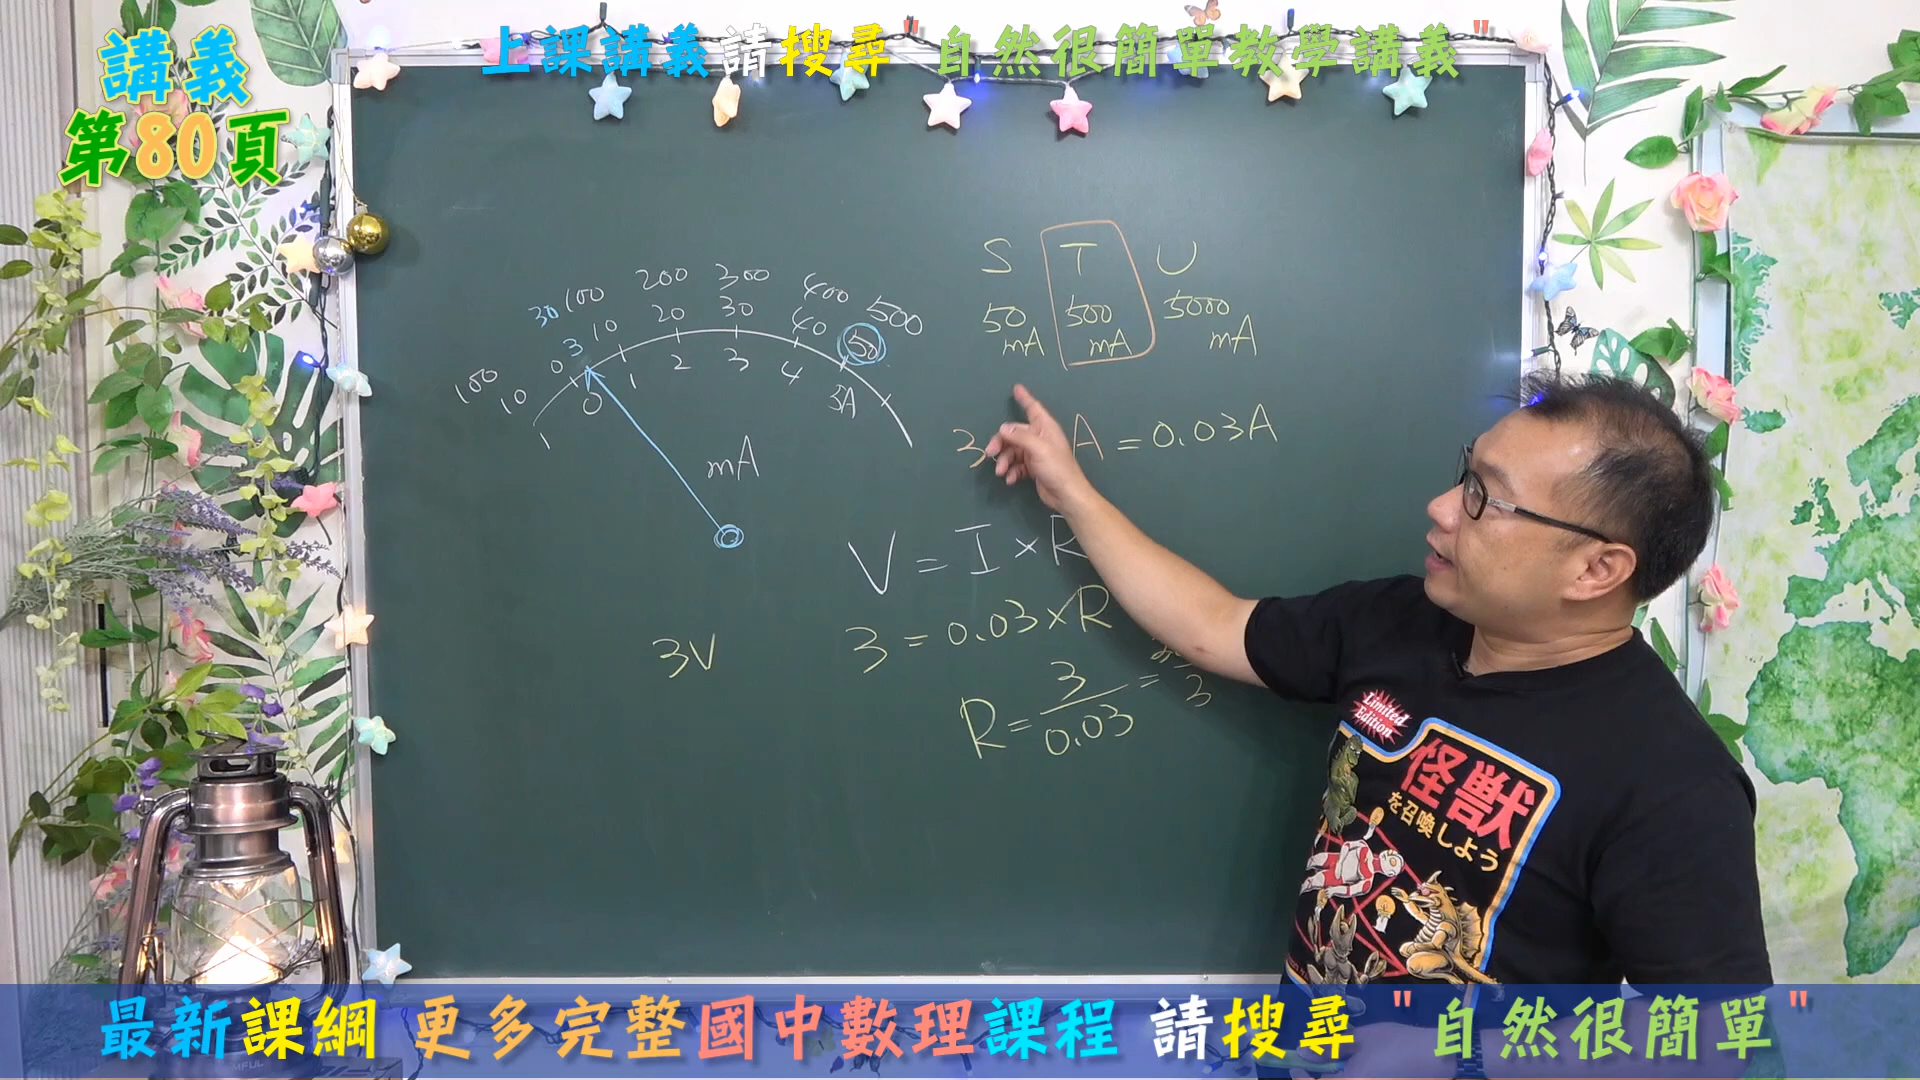 講義
第80頁
上課講義請搜尋"自然很簡單教學講義"
100 200 300 400 500
30
10 20 30 40 50
3
100 10 0
1 0 1 2 3 4 5A
mA
S T U
50 mA 500 mA 5000 mA
A = 0.03A
V = I × R
3 = 0.03 × R
3V
R = 3/0.03 =
3
Limited Edition
怪獣
を召喚しよう
最新課綱 更多完整國中數理課程 請搜尋"自然很簡單"